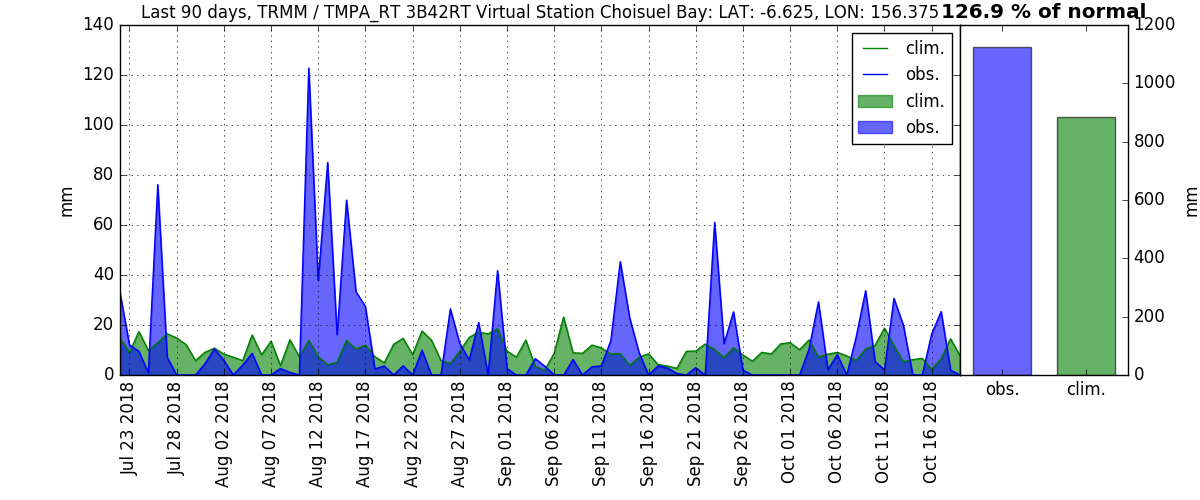 Last 90 days, TRMM / TMPA_RT 3B42RT Virtual Station Choisuel Bay: LAT: -6.625, LON: 156.375
126.9 % of normal
140
120
100
80
60
40
20
0
mm
clim.
obs.
clim.
obs.
Jul 23 2018
Jul 28 2018
Aug 02 2018
Aug 07 2018
Aug 12 2018
Aug 17 2018
Aug 22 2018
Aug 27 2018
Sep 01 2018
Sep 06 2018
Sep 11 2018
Sep 16 2018
Sep 21 2018
Sep 26 2018
Oct 01 2018
Oct 06 2018
Oct 11 2018
Oct 16 2018
1200
1000
800
600
400
200
0
mm
obs.
clim.